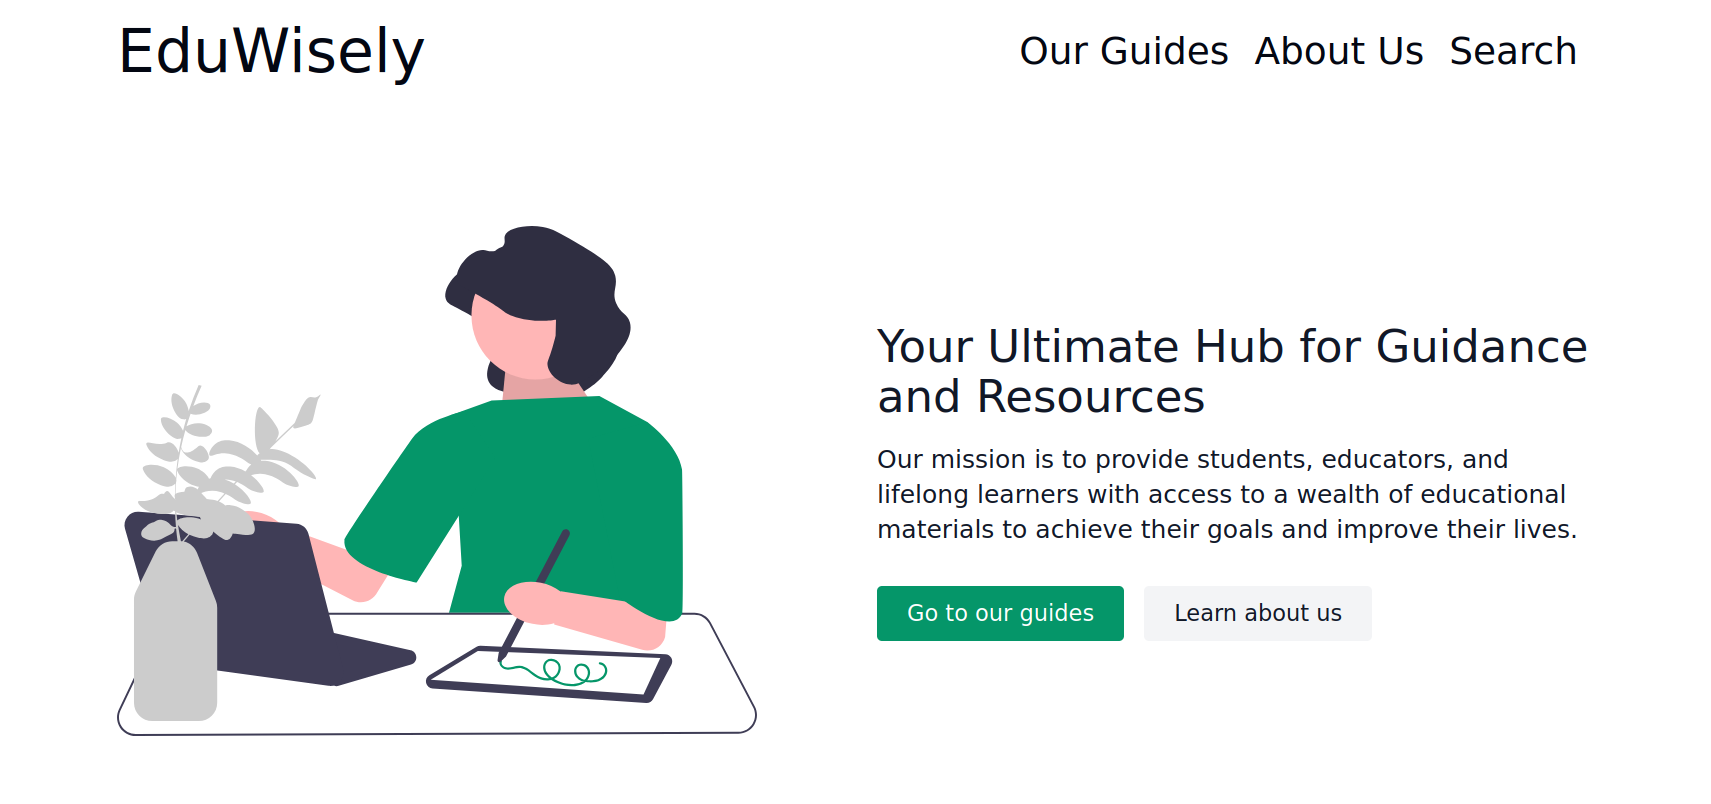 EduWisely
Our Guides About Us Search
Your Ultimate Hub for Guidance
and Resources
Our mission is to provide students, educators, and
lifelong learners with access to a wealth of educational
materials to achieve their goals and improve their lives.
Go to our guides Learn about us